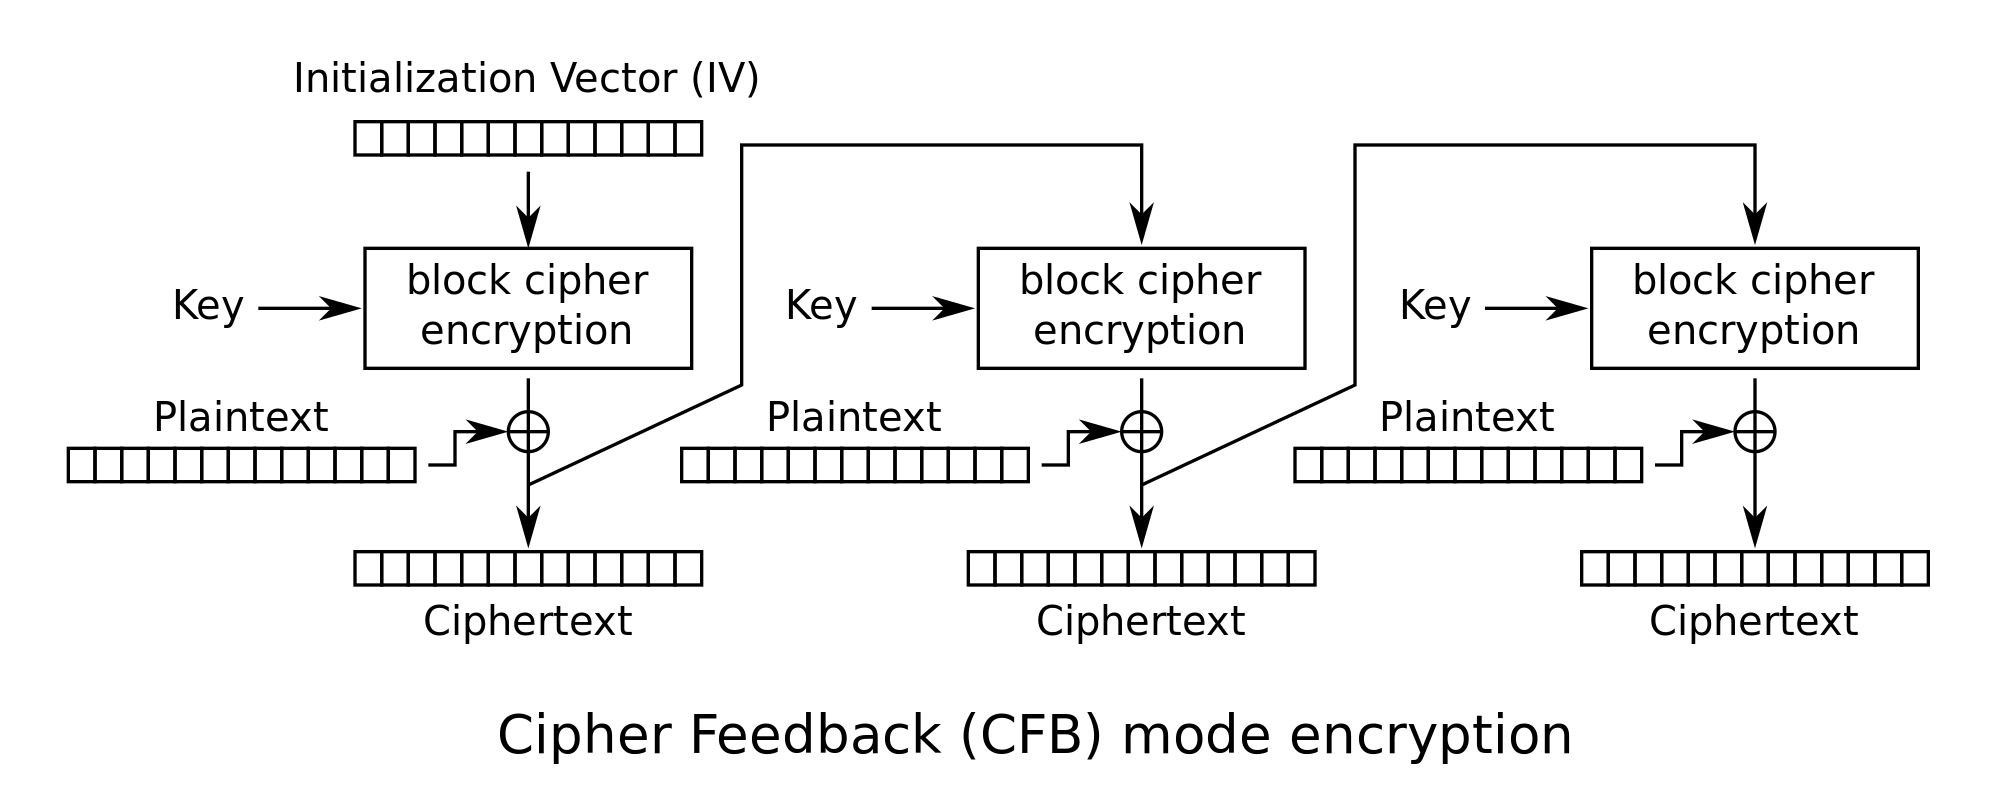 Initialization Vector (IV)
Key
block cipher
encryption
Key
block cipher
encryption
Key
block cipher
encryption
Plaintext
Plaintext
Plaintext
Ciphertext
Ciphertext
Ciphertext
Cipher Feedback (CFB) mode encryption